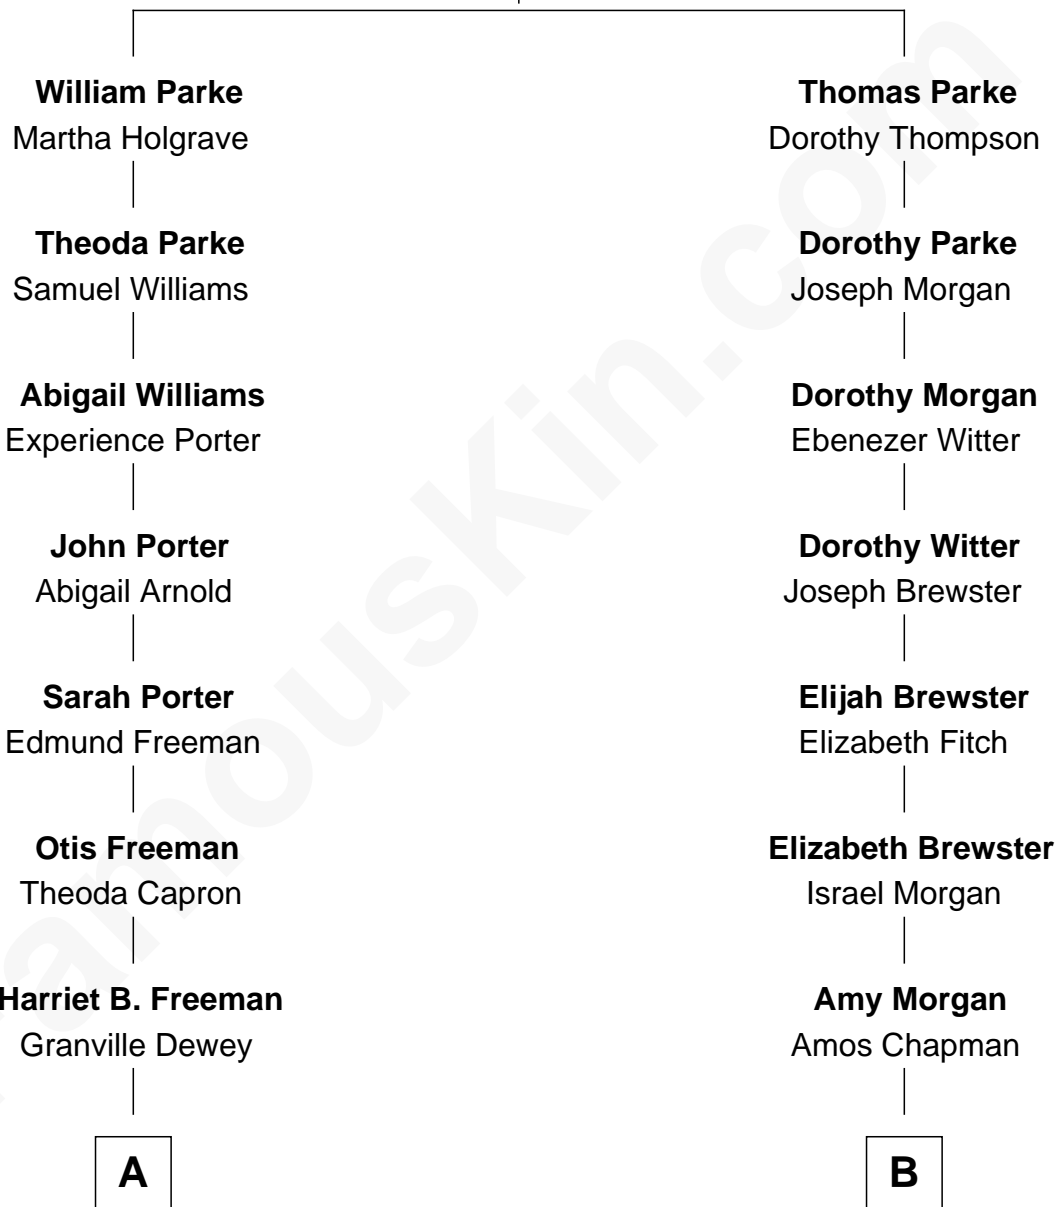 William Parke
Martha Holgrave
Thomas Parke
Dorothy Thompson
Theoda Parke
Samuel Williams
Dorothy Parke
Joseph Morgan
Abigail Williams
Experience Porter
Dorothy Morgan
Ebenezer Witter
John Porter
Abigail Arnold
Dorothy Witter
Joseph Brewster
Sarah Porter
Edmund Freeman
Elijah Brewster
Elizabeth Fitch
Otis Freeman
Theoda Capron
Elizabeth Brewster
Israel Morgan
Harriet B. Freeman
Granville Dewey
Amy Morgan
Amos Chapman
A
B
FamousKin.com